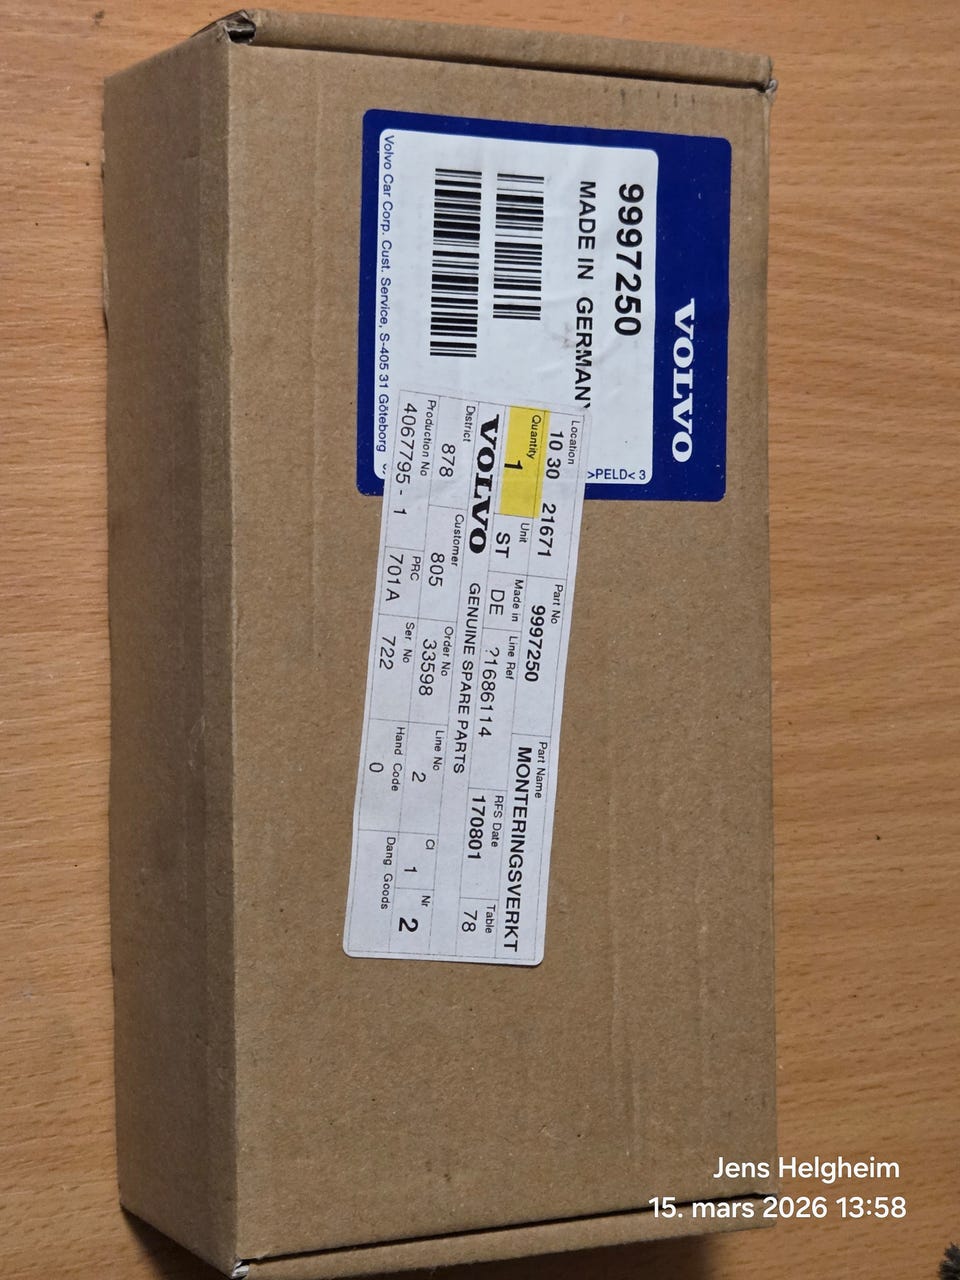 VOLVO
9997250
MADE IN GERMANY
Volvo Car Corp. Cust. Service, S-405 31 Göteborg
>PELD< 3
Location
10 30 21671
Part No
9997250
Part Name
MONTERINGSVERKT
Quantity
1
Unit
ST
Made in
DE
Line Ref
?1686114
RFS Date
170801
Table
78
VOLVO GENUINE SPARE PARTS
District
878
Customer
805
Order No
33598
Line No
2
Cl
1
Nr
2
Production No
4067795 - 1
PRC
701A
Ser No
722
Hand Code
0
Dang Goods
Jens Helgheim
15. mars 2026 13:58